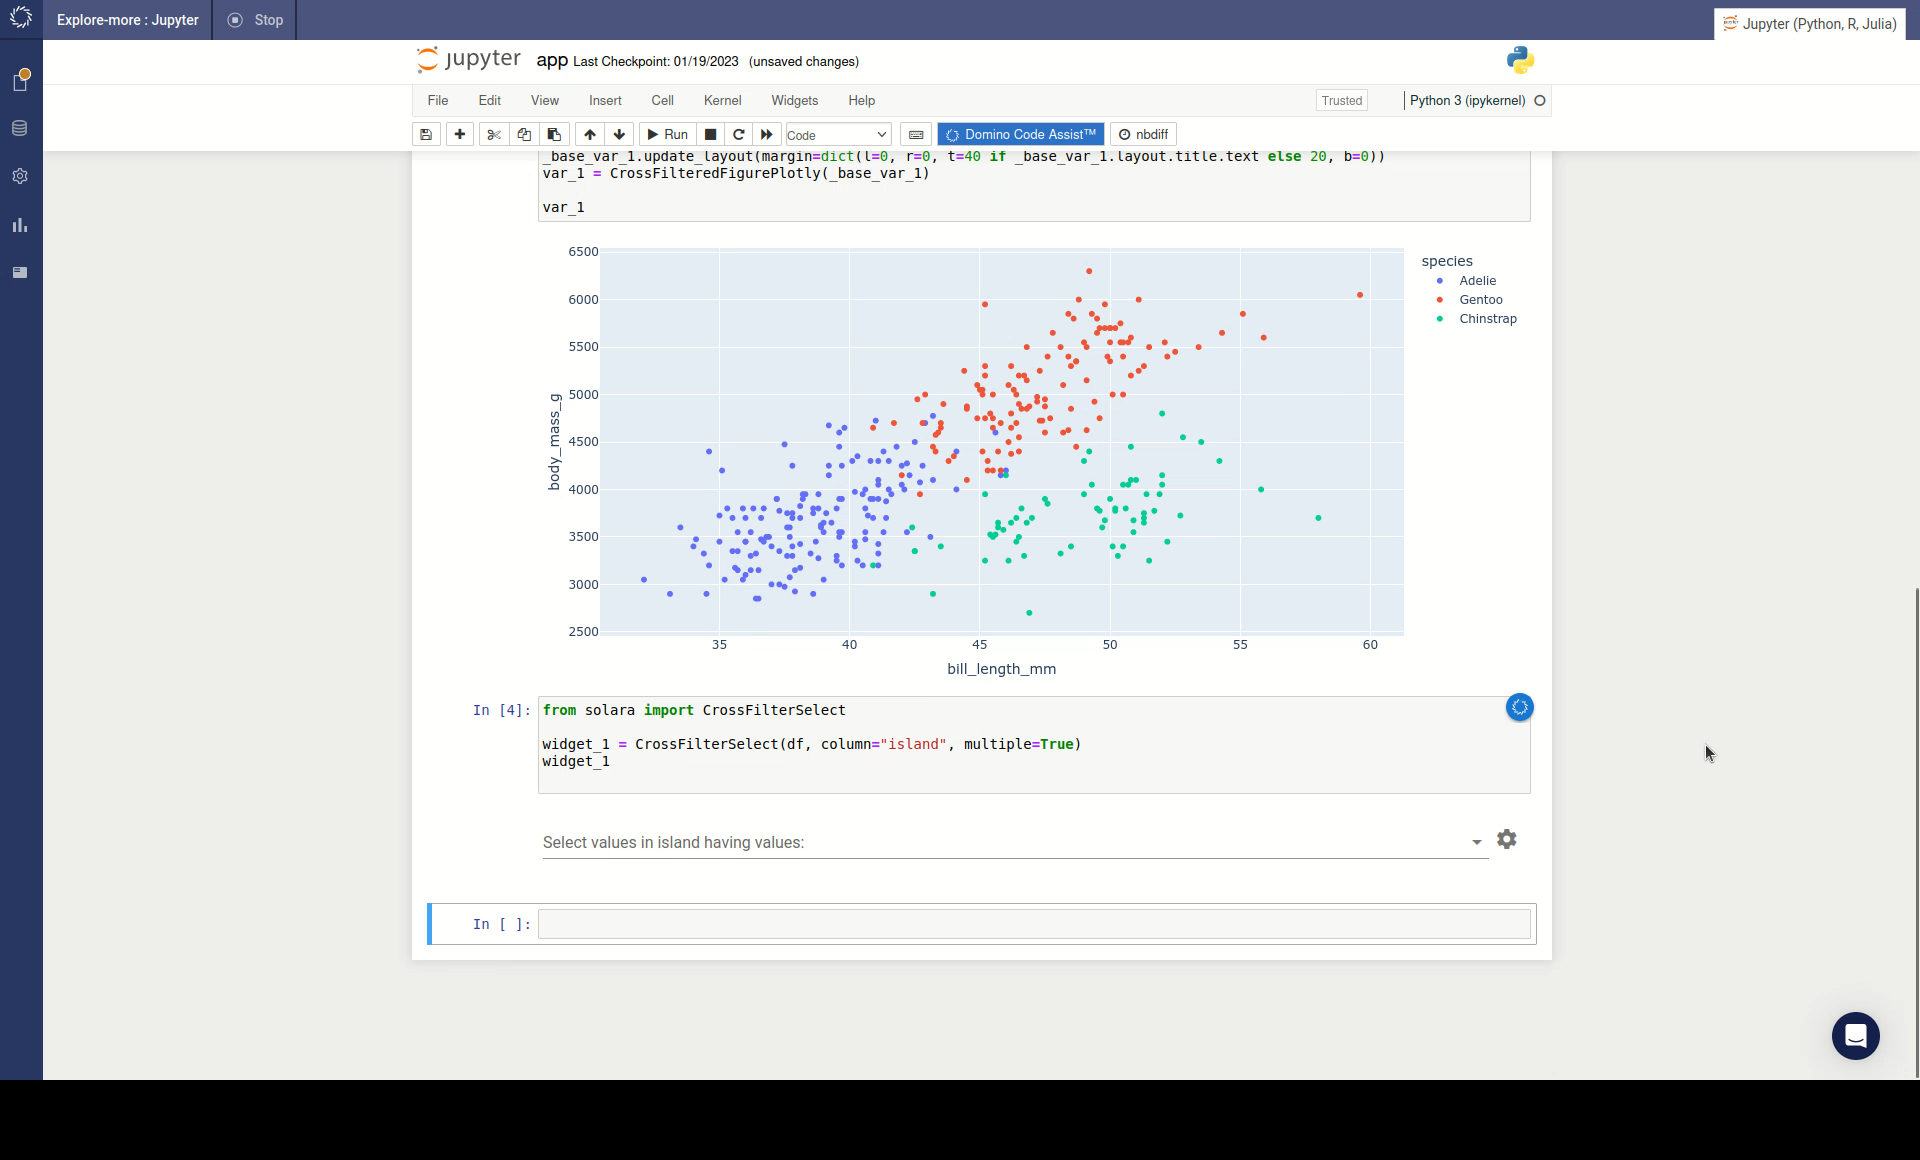 Explore-more : Jupyter
Stop
Jupyter (Python, R, Julia)
jupyter app Last Checkpoint: 01/19/2023 (unsaved changes)
File Edit View Insert Cell Kernel Widgets Help
Trusted
Python 3 (ipykernel)
Run Code Domino Code Assist™ nbdiff
_base_var_1.update_layout(margin=dict(l=0, r=0, t=40 if _base_var_1.layout.title.text else 20, b=0))
var_1 = CrossFilteredFigurePlotly(_base_var_1)
var_1
6500
6000
5500
5000
4500
4000
3500
3000
2500
body_mass_g
35 40 45 50 55 60
bill_length_mm
species
Adelie
Gentoo
Chinstrap
In [4]:
from solara import CrossFilterSelect
widget_1 = CrossFilterSelect(df, column="island", multiple=True)
widget_1
Select values in island having values:
In [ ]: